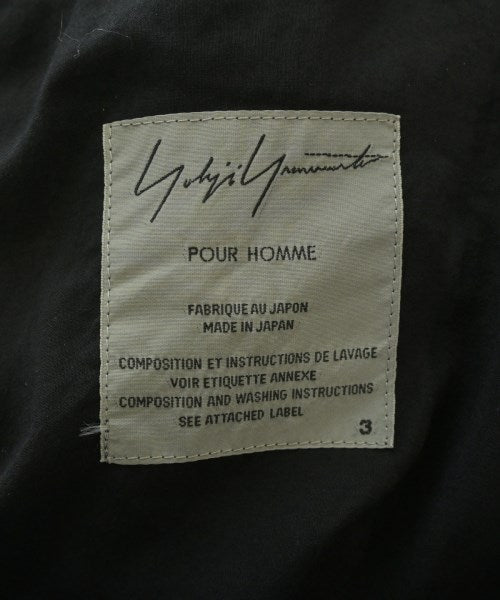 Yohji Yamamoto
POUR HOMME
FABRIQUE AU JAPON
MADE IN JAPAN
COMPOSITION ET INSTRUCTIONS DE LAVAGE
VOIR ETIQUETTE ANNEXE
COMPOSITION AND WASHING INSTRUCTIONS
SEE ATTACHED LABEL
3